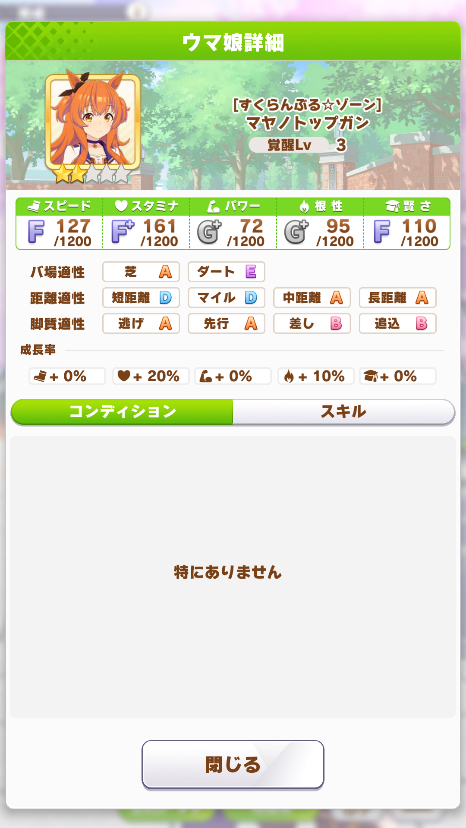 ウマ娘詳細
[すくらんぶる☆ゾーン]
マヤノトップガン
覚醒Lv 3
スピード スタミナ パワー 根性 賢さ
F 127 /1200 F+ 161 /1200 G+ 72 /1200 G+ 95 /1200 F 110 /1200
バ場適性 芝 A ダート E
距離適性 短距離 D マイル D 中距離 A 長距離 A
脚質適性 逃げ A 先行 A 差し B 追込 B
成長率
+ 0% + 20% + 0% + 10% + 0%
コンディション スキル
特にありません
閉じる